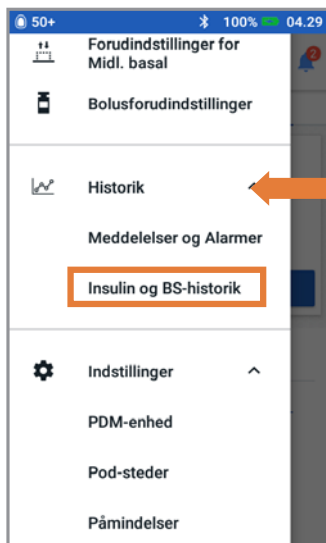 50+ 100% 04.29
Forudindstillinger for
Midl. basal
2
Bolusforudindstillinger
Historik
Meddelelser og Alarmer
Insulin og BS-historik
Indstillinger
PDM-enhed
Pod-steder
Påmindelser